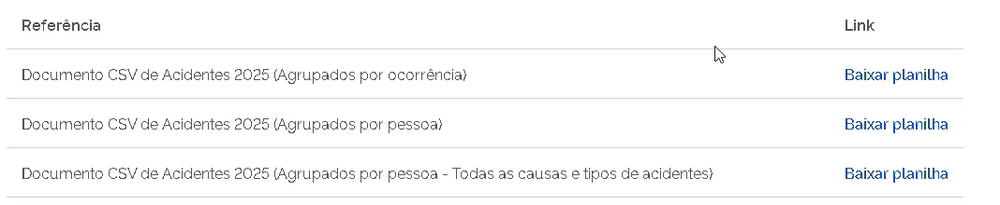 Referência Link
Documento CSV de Acidentes 2025 (Agrupados por ocorrência) Baixar planilha
Documento CSV de Acidentes 2025 (Agrupados por pessoa) Baixar planilha
Documento CSV de Acidentes 2025 (Agrupados por pessoa - Todas as causas e tipos de acidentes) Baixar planilha